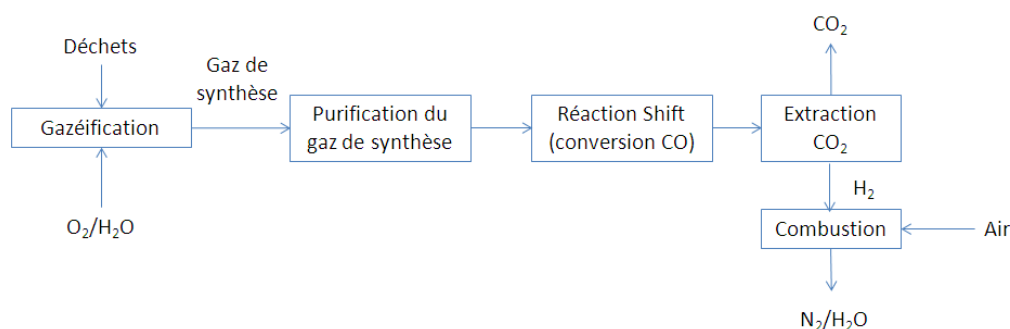 CO₂
Déchets
Gaz de
synthèse
Gazéification
Purification du
gaz de synthèse
Réaction Shift
(conversion CO)
Extraction
CO₂
H₂
O₂/H₂O
Combustion
Air
N₂/H₂O